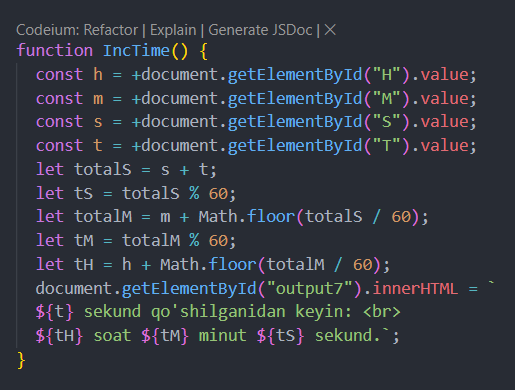 Codeium: Refactor | Explain | Generate JSDoc | ×
function IncTime() {
  const h = +document.getElementById("H").value;
  const m = +document.getElementById("M").value;
  const s = +document.getElementById("S").value;
  const t = +document.getElementById("T").value;
  let totalS = s + t;
  let tS = totalS % 60;
  let totalM = m + Math.floor(totalS / 60);
  let tM = totalM % 60;
  let tH = h + Math.floor(totalM / 60);
  document.getElementById("output7").innerHTML = `
  ${t} sekund qo'shilganidan keyin: <br>
  ${tH} soat ${tM} minut ${tS} sekund.`;
}